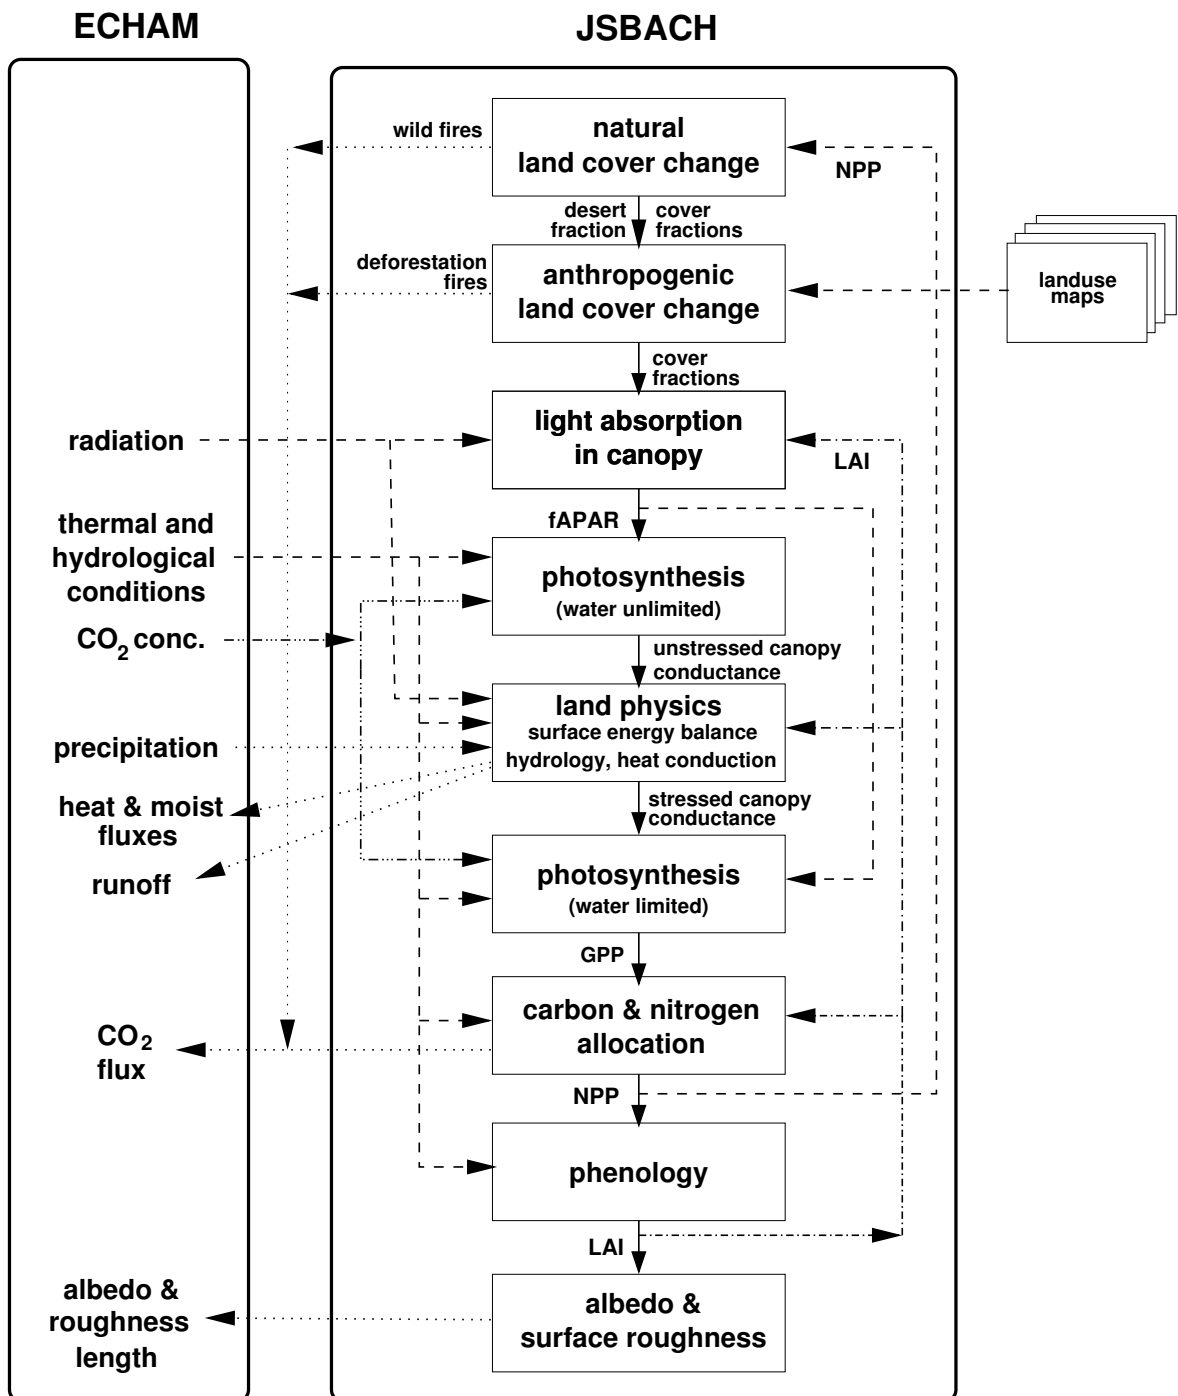 ECHAM
JSBACH
wild fires
natural
land cover change
NPP
desert
fraction
cover
fractions
deforestation
fires
anthropogenic
land cover change
landuse
maps
cover
fractions
radiation
light absorption
in canopy
LAI
fAPAR
thermal and
hydrological
conditions
photosynthesis
(water unlimited)
CO2 conc.
unstressed canopy
conductance
land physics
surface energy balance
hydrology, heat conduction
precipitation
heat & moist
fluxes
stressed canopy
conductance
runoff
photosynthesis
(water limited)
GPP
carbon & nitrogen
allocation
CO2
flux
NPP
phenology
LAI
albedo &
roughness
length
albedo &
surface roughness